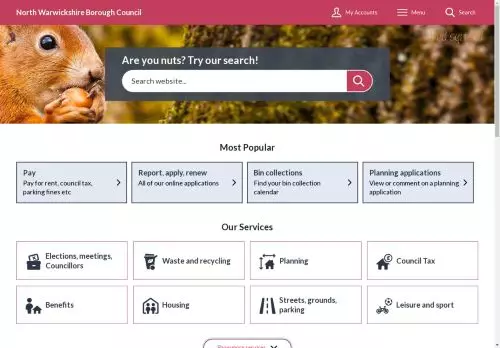 North Warwickshire Borough Council
My Accounts
Menu
Search
Are you nuts? Try our search!
Search website...
Most Popular
Pay
Pay for rent, council tax,
parking fines etc
Report, apply, renew
All of our online applications
Bin collections
Find your bin collection
calendar
Planning applications
View or comment on a planning
application
Our Services
Elections, meetings,
Councillors
Waste and recycling
Planning
Council Tax
Benefits
Housing
Streets, grounds,
parking
Leisure and sport